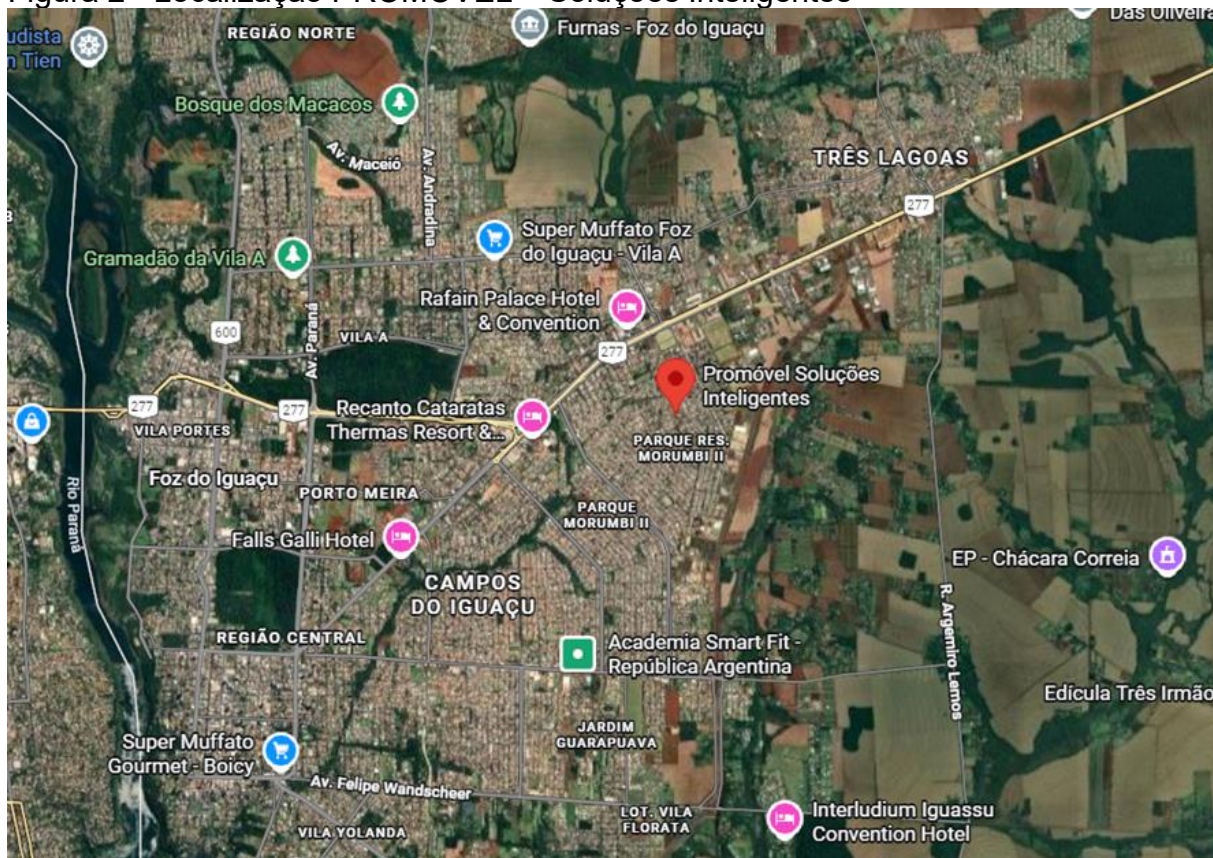 REGIÃO NORTE
Furnas - Foz do Iguaçu
Bosque dos Macacos
Av. Maceió
Av. Andradina
TRÊS LAGOAS
277
Super Muffato Foz
do Iguaçu - Vila A
Gramadão da Vila A
Rafain Palace Hotel
& Convention
600
VILA A
Av. Paraná
277
Promóvel Soluções
Inteligentes
277
277
Recanto Cataratas
Thermas Resort &...
VILA PORTES
PARQUE RES.
MORUMBI II
Foz do Iguaçu
PORTO MEIRA
Rio Paraná
PARQUE
MORUMBI II
Falls Galli Hotel
EP - Chácara Correia
CAMPOS
DO IGUAÇU
R. Argemiro Lemos
REGIÃO CENTRAL
Academia Smart Fit -
República Argentina
Edícula Três Irmão
JARDIM
GUARAPUAVA
Super Muffato
Gourmet - Boicy
Av. Felipe Wandscheer
LOT. VILA
FLORATA
Interludium Iguassu
Convention Hotel
VILA YOLANDA